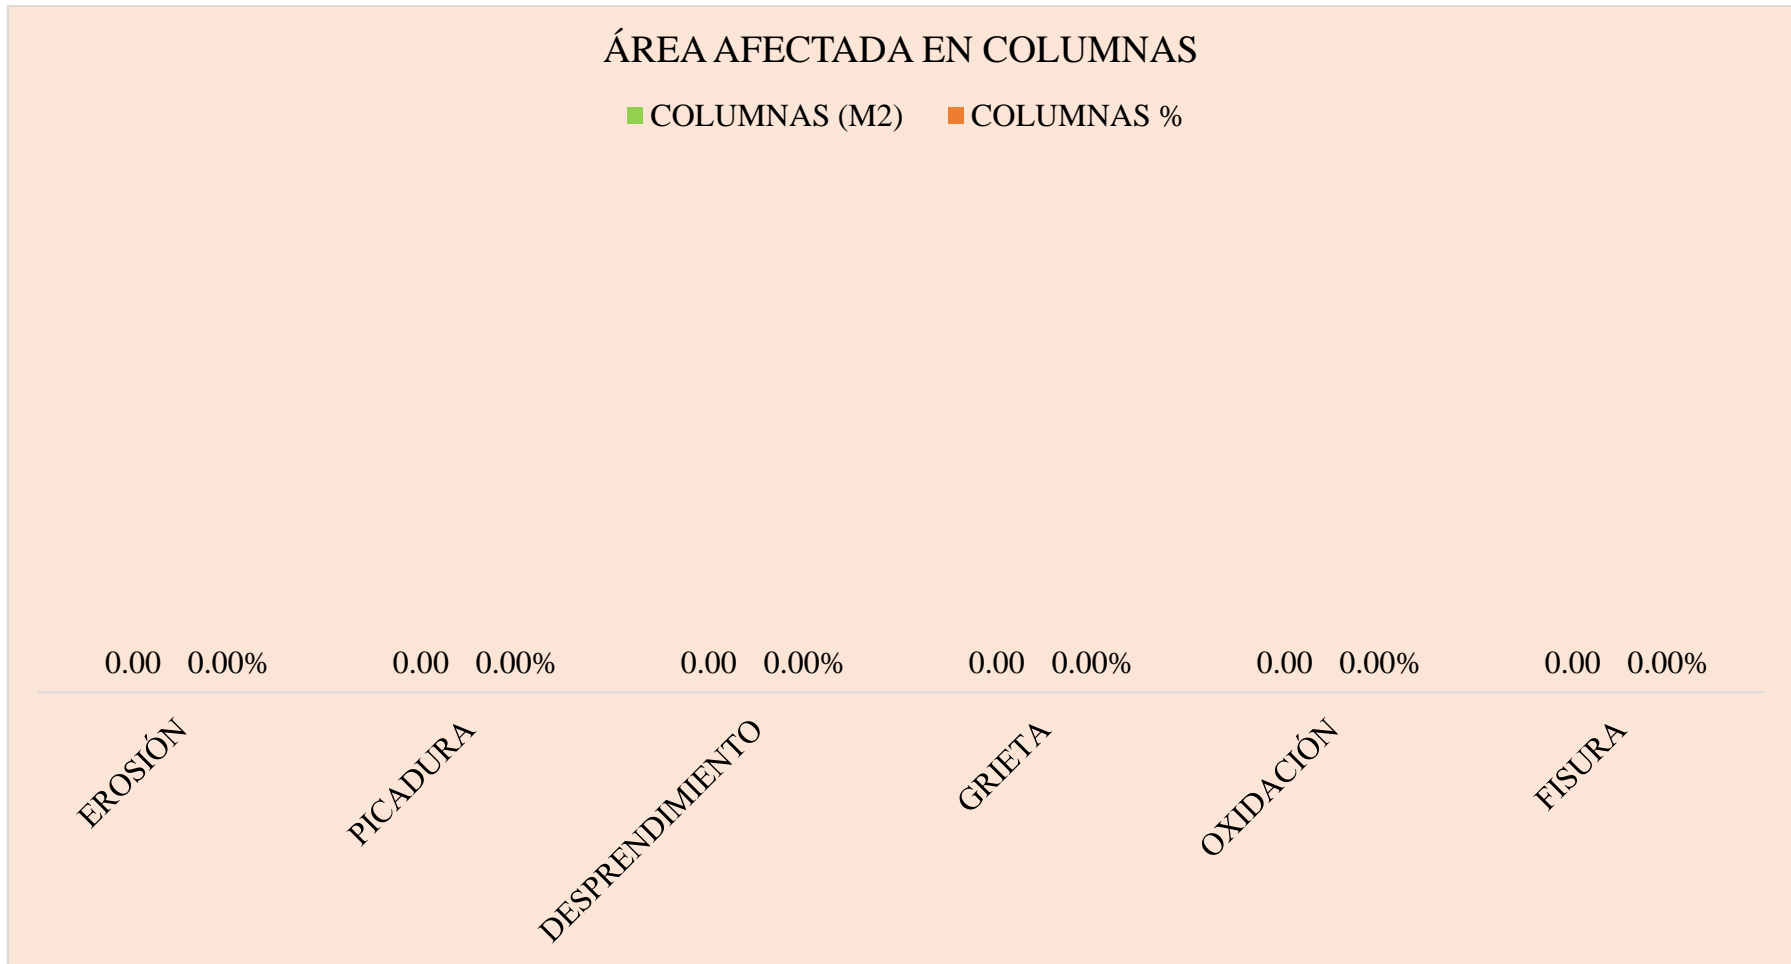 ÁREA AFECTADA EN COLUMNAS
COLUMNAS (M2) COLUMNAS %
0.00 0.00% 0.00 0.00% 0.00 0.00% 0.00 0.00% 0.00 0.00% 0.00 0.00%
EROSIÓN
PICADURA
DESPRENDIMIENTO
GRIETA
OXIDACIÓN
FISURA